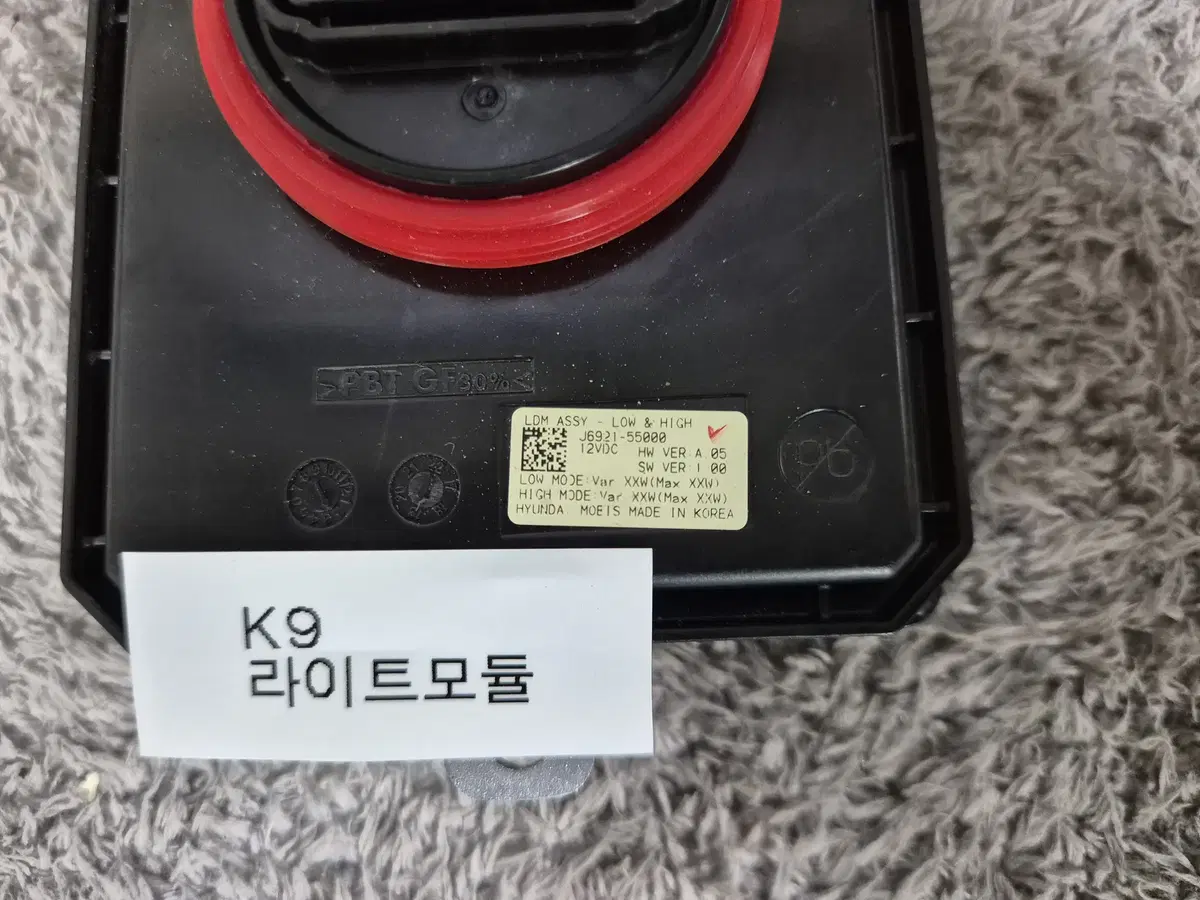 >PBT GF30%<
LDM ASSY - LOW & HIGH
J6921-55000
12VDC HW VER:A.05
SW VER:1.00
LOW MODE:Var XXW(Max XXW)
HIGH MODE:Var XXW(Max XXW)
HYUNDA MOBIS MADE IN KOREA
K9
라이트모듈